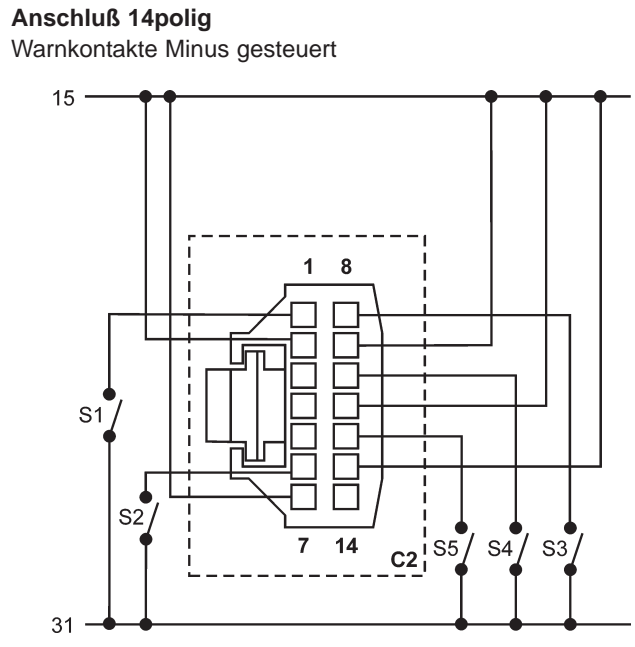 Anschluß 14polig
Warnkontakte Minus gesteuert
15
1 8
S1
S2
S5 S4 S3
7 14
C2
31